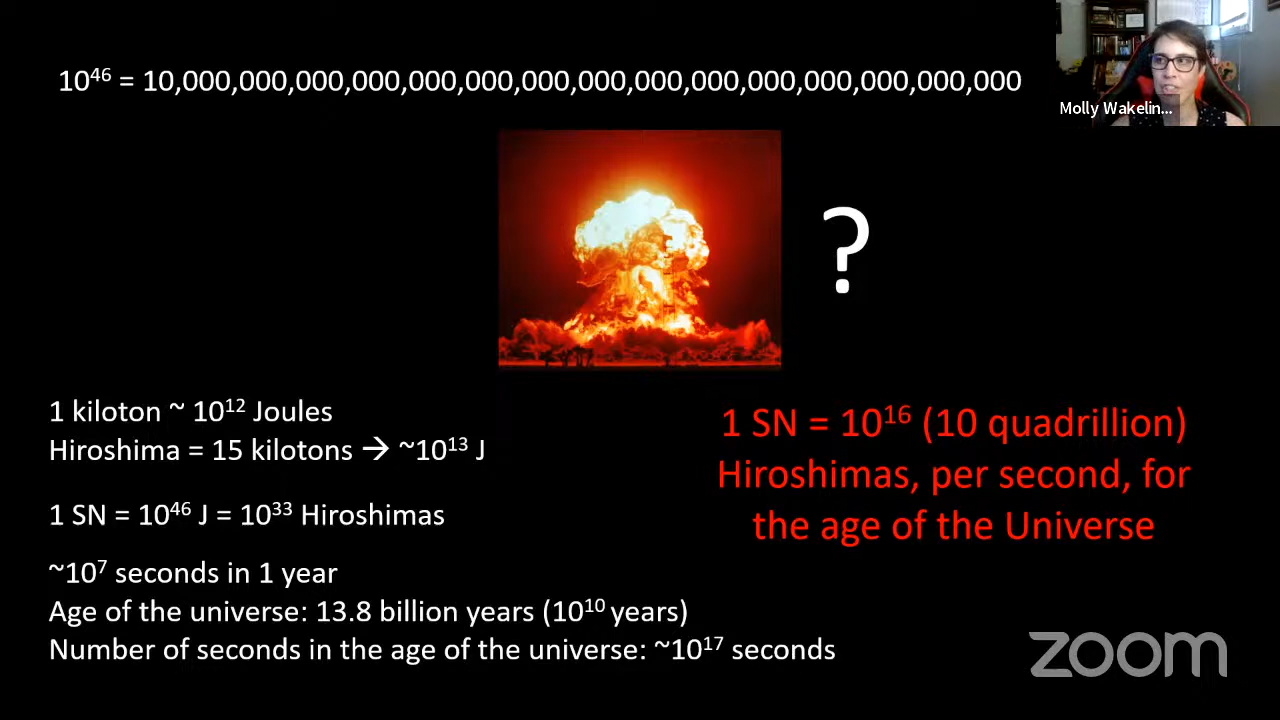 10⁴⁶ = 10,000,000,000,000,000,000,000,000,000,000,000,000,000,000,000
Molly Wakelin...
?
1 kiloton ~ 10¹² Joules
Hiroshima = 15 kilotons → ~10¹³ J
1 SN = 10⁴⁶ J = 10³³ Hiroshimas
~10⁷ seconds in 1 year
Age of the universe: 13.8 billion years (10¹⁰ years)
Number of seconds in the age of the universe: ~10¹⁷ seconds
1 SN = 10¹⁶ (10 quadrillion)
Hiroshimas, per second, for
the age of the Universe
zoom